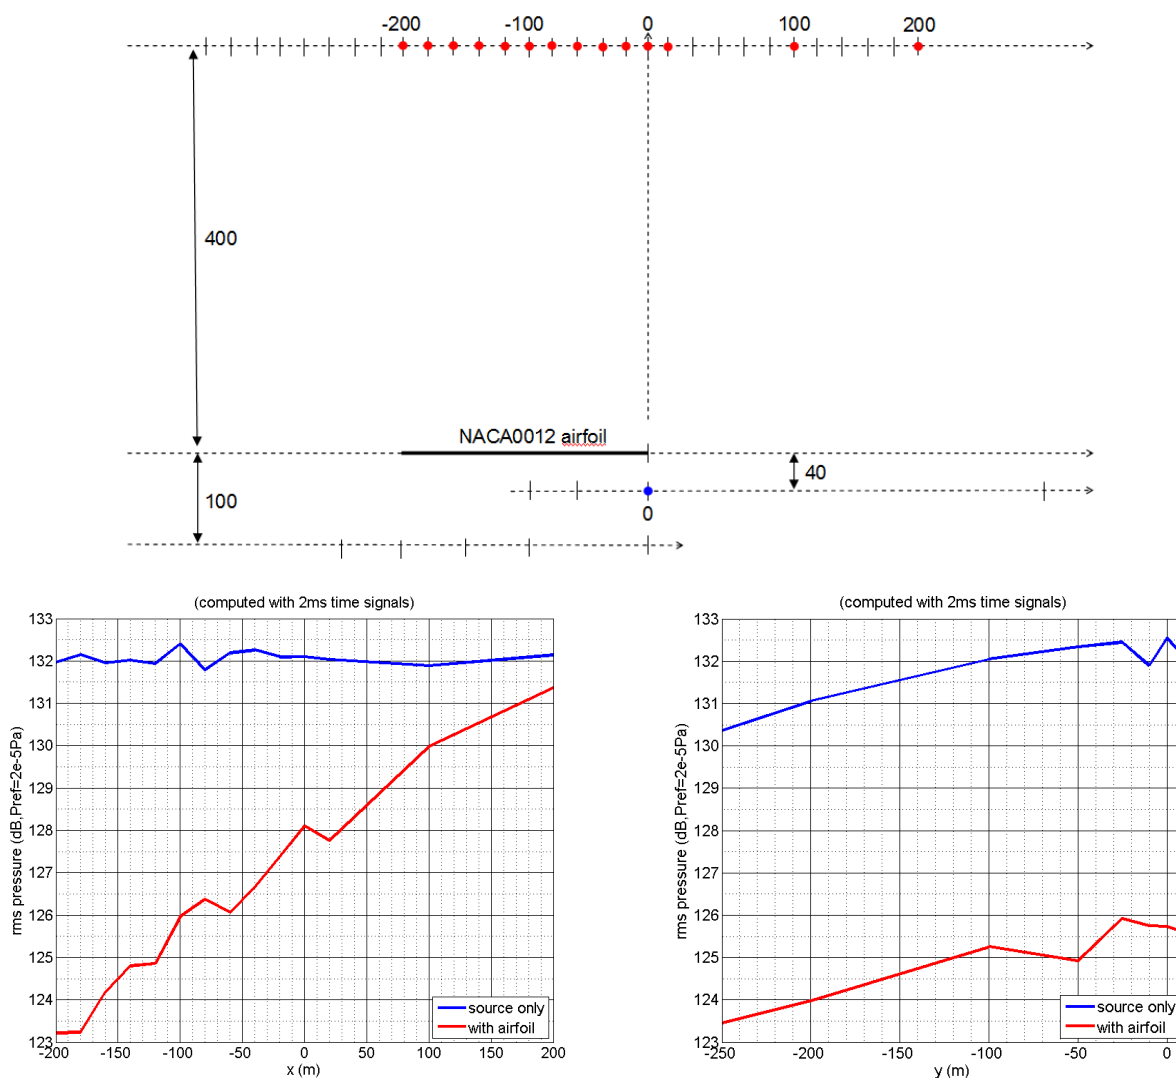 -200 -100 0 100 200
400
NACA0012 airfoil
40
100
0
(computed with 2ms time signals)
133
132
131
130
129
128
127
126
125
124
123
rms pressure (dB,Pref=2e-5Pa)
source only
with airfoil
-200 -150 -100 -50 0 50 100 150 200
x (m)
(computed with 2ms time signals)
133
132
131
130
129
128
127
126
125
124
123
rms pressure (dB,Pref=2e-5Pa)
source only
with airfoil
-250 -200 -150 -100 -50 0
y (m)